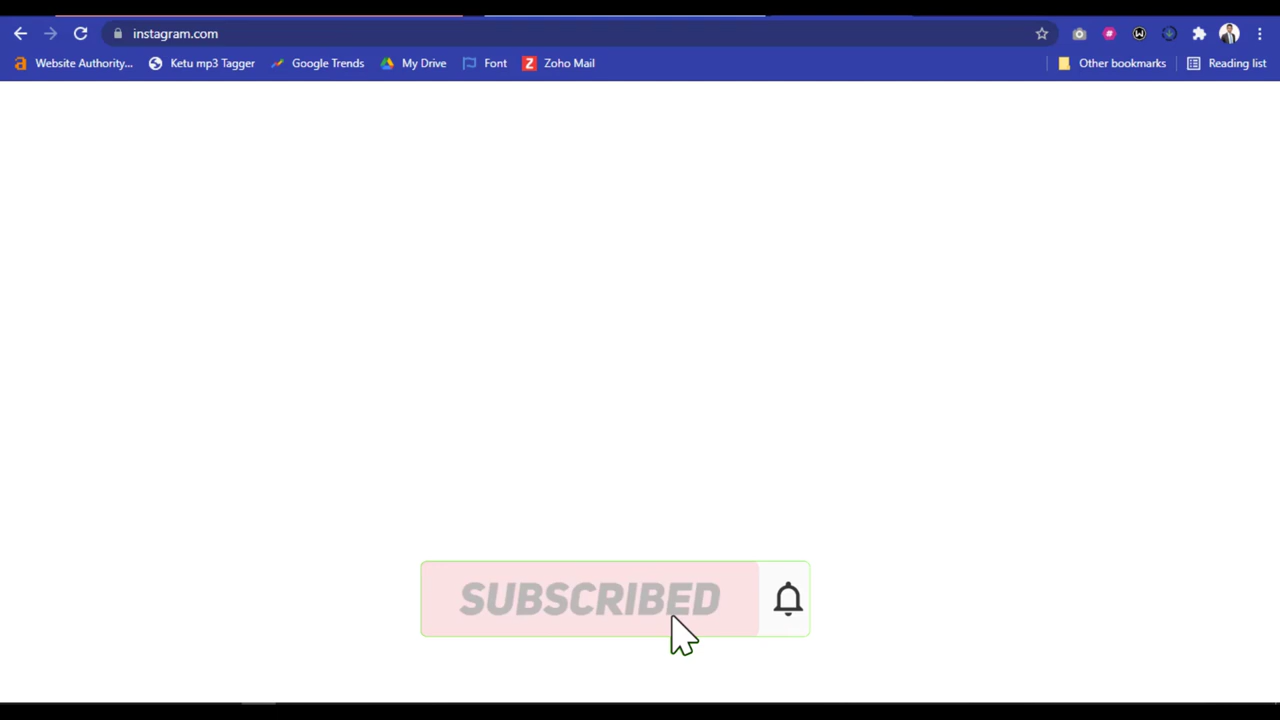 instagram.com
Website Authority... Ketu mp3 Tagger Google Trends My Drive Font Zoho Mail Other bookmarks Reading list
SUBSCRIBED